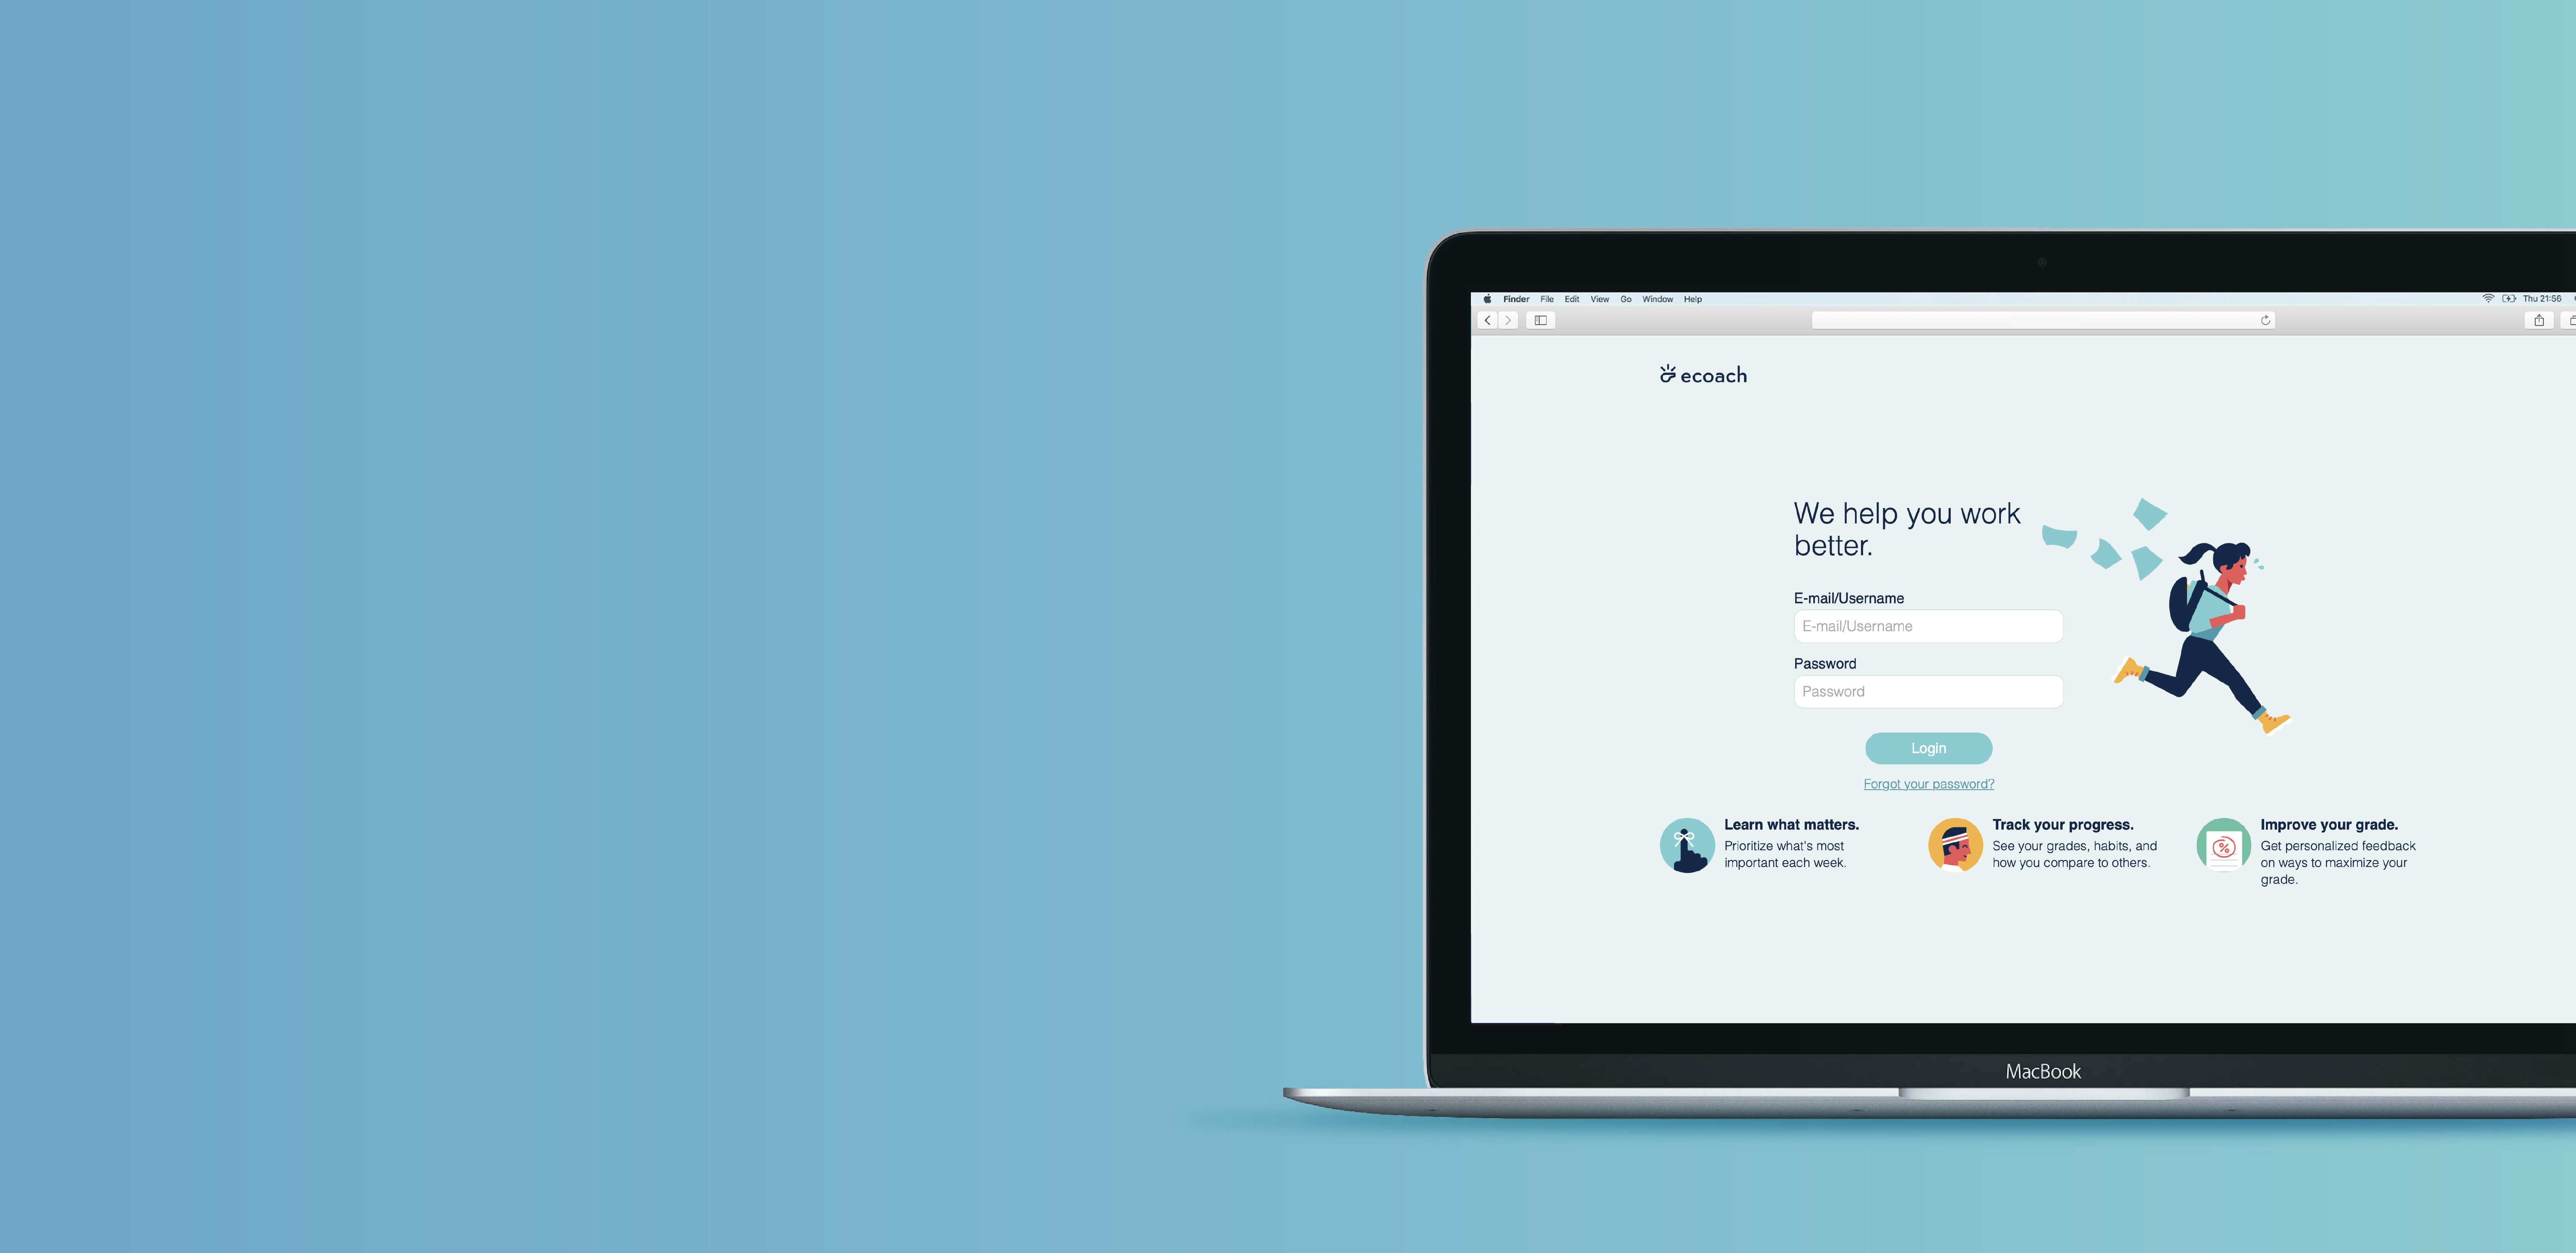 Finder File Edit View Go Window Help
Thu 21:56
ecoach
We help you work
better.
E-mail/Username
E-mail/Username
Password
Password
Login
Forgot your password?
Learn what matters.
Prioritize what's most
important each week.
Track your progress.
See your grades, habits, and
how you compare to others.
Improve your grade.
Get personalized feedback
on ways to maximize your
grade.
MacBook